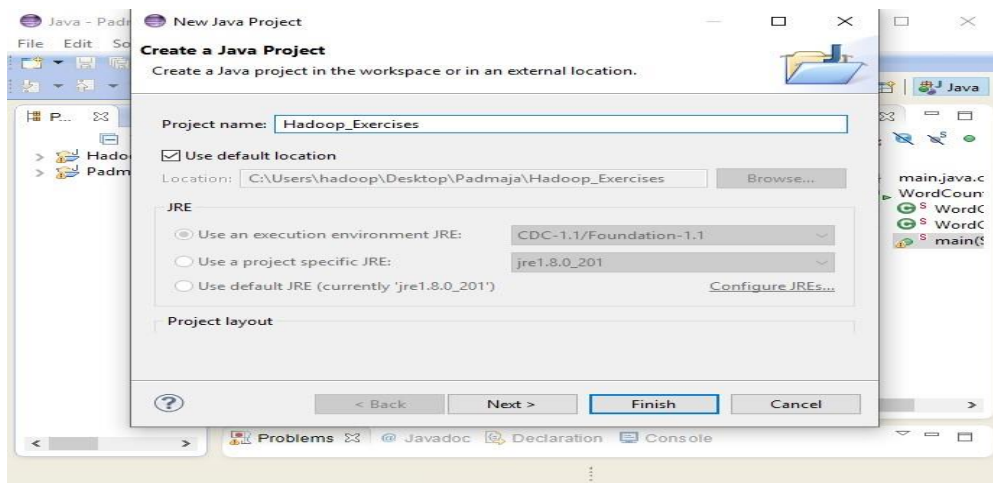 Java - Padr
New Java Project
File Edit So
Create a Java Project
Create a Java project in the workspace or in an external location.
Java
P...
Project name: Hadoop_Exercises
Use default location
Hado
Padm
Location: C:\Users\hadoop\Desktop\Padmaja\Hadoop_Exercises Browse...
main.java.c
WordCoun
JRE
WordC
Use an execution environment JRE: CDC-1.1/Foundation-1.1
WordC
main(S
Use a project specific JRE: jre1.8.0_201
Use default JRE (currently 'jre1.8.0_201') Configure JREs...
Project layout
< Back Next > Finish Cancel
Problems @ Javadoc Declaration Console